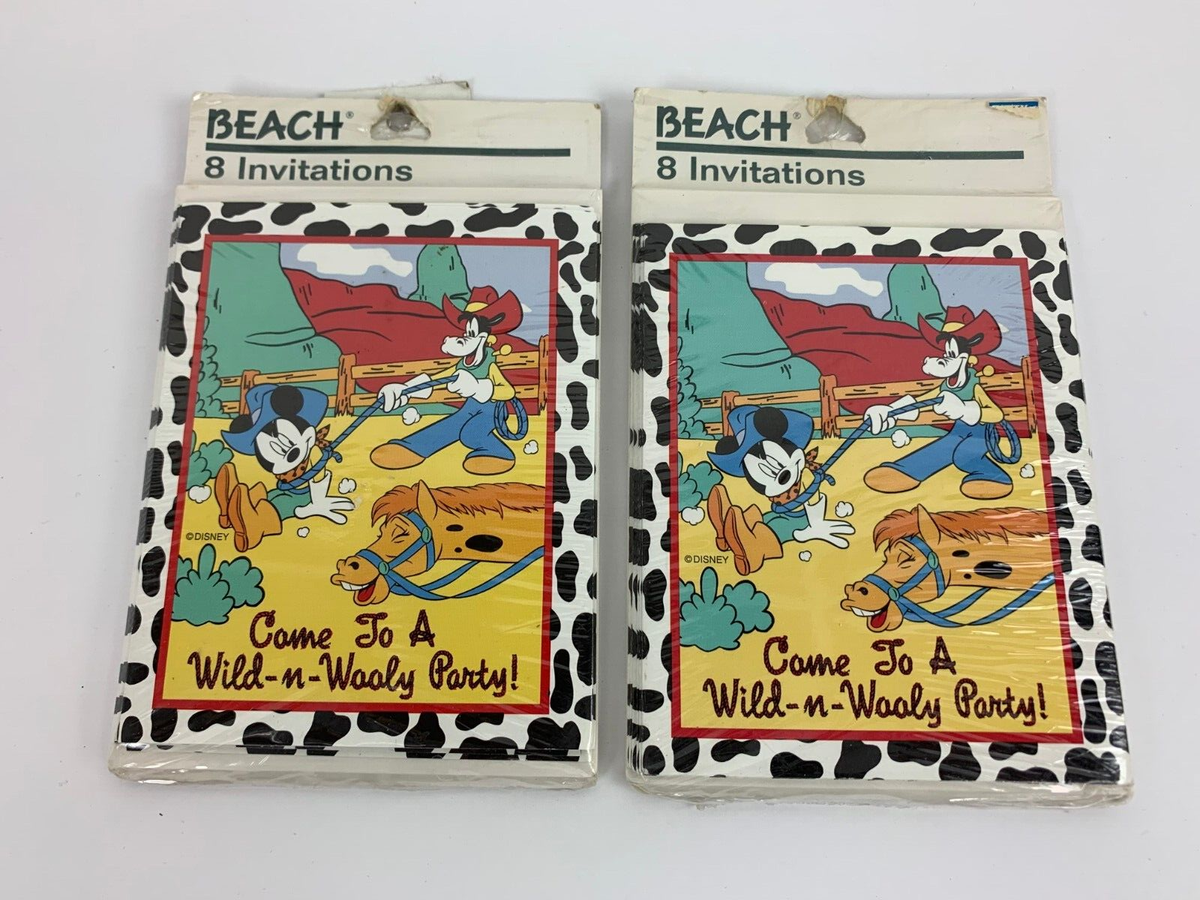 BEACH®
8 Invitations
©DISNEY
Come To A
Wild-n-Wooly Party!
BEACH®
8 Invitations
©DISNEY
Come To A
Wild-n-Wooly Party!